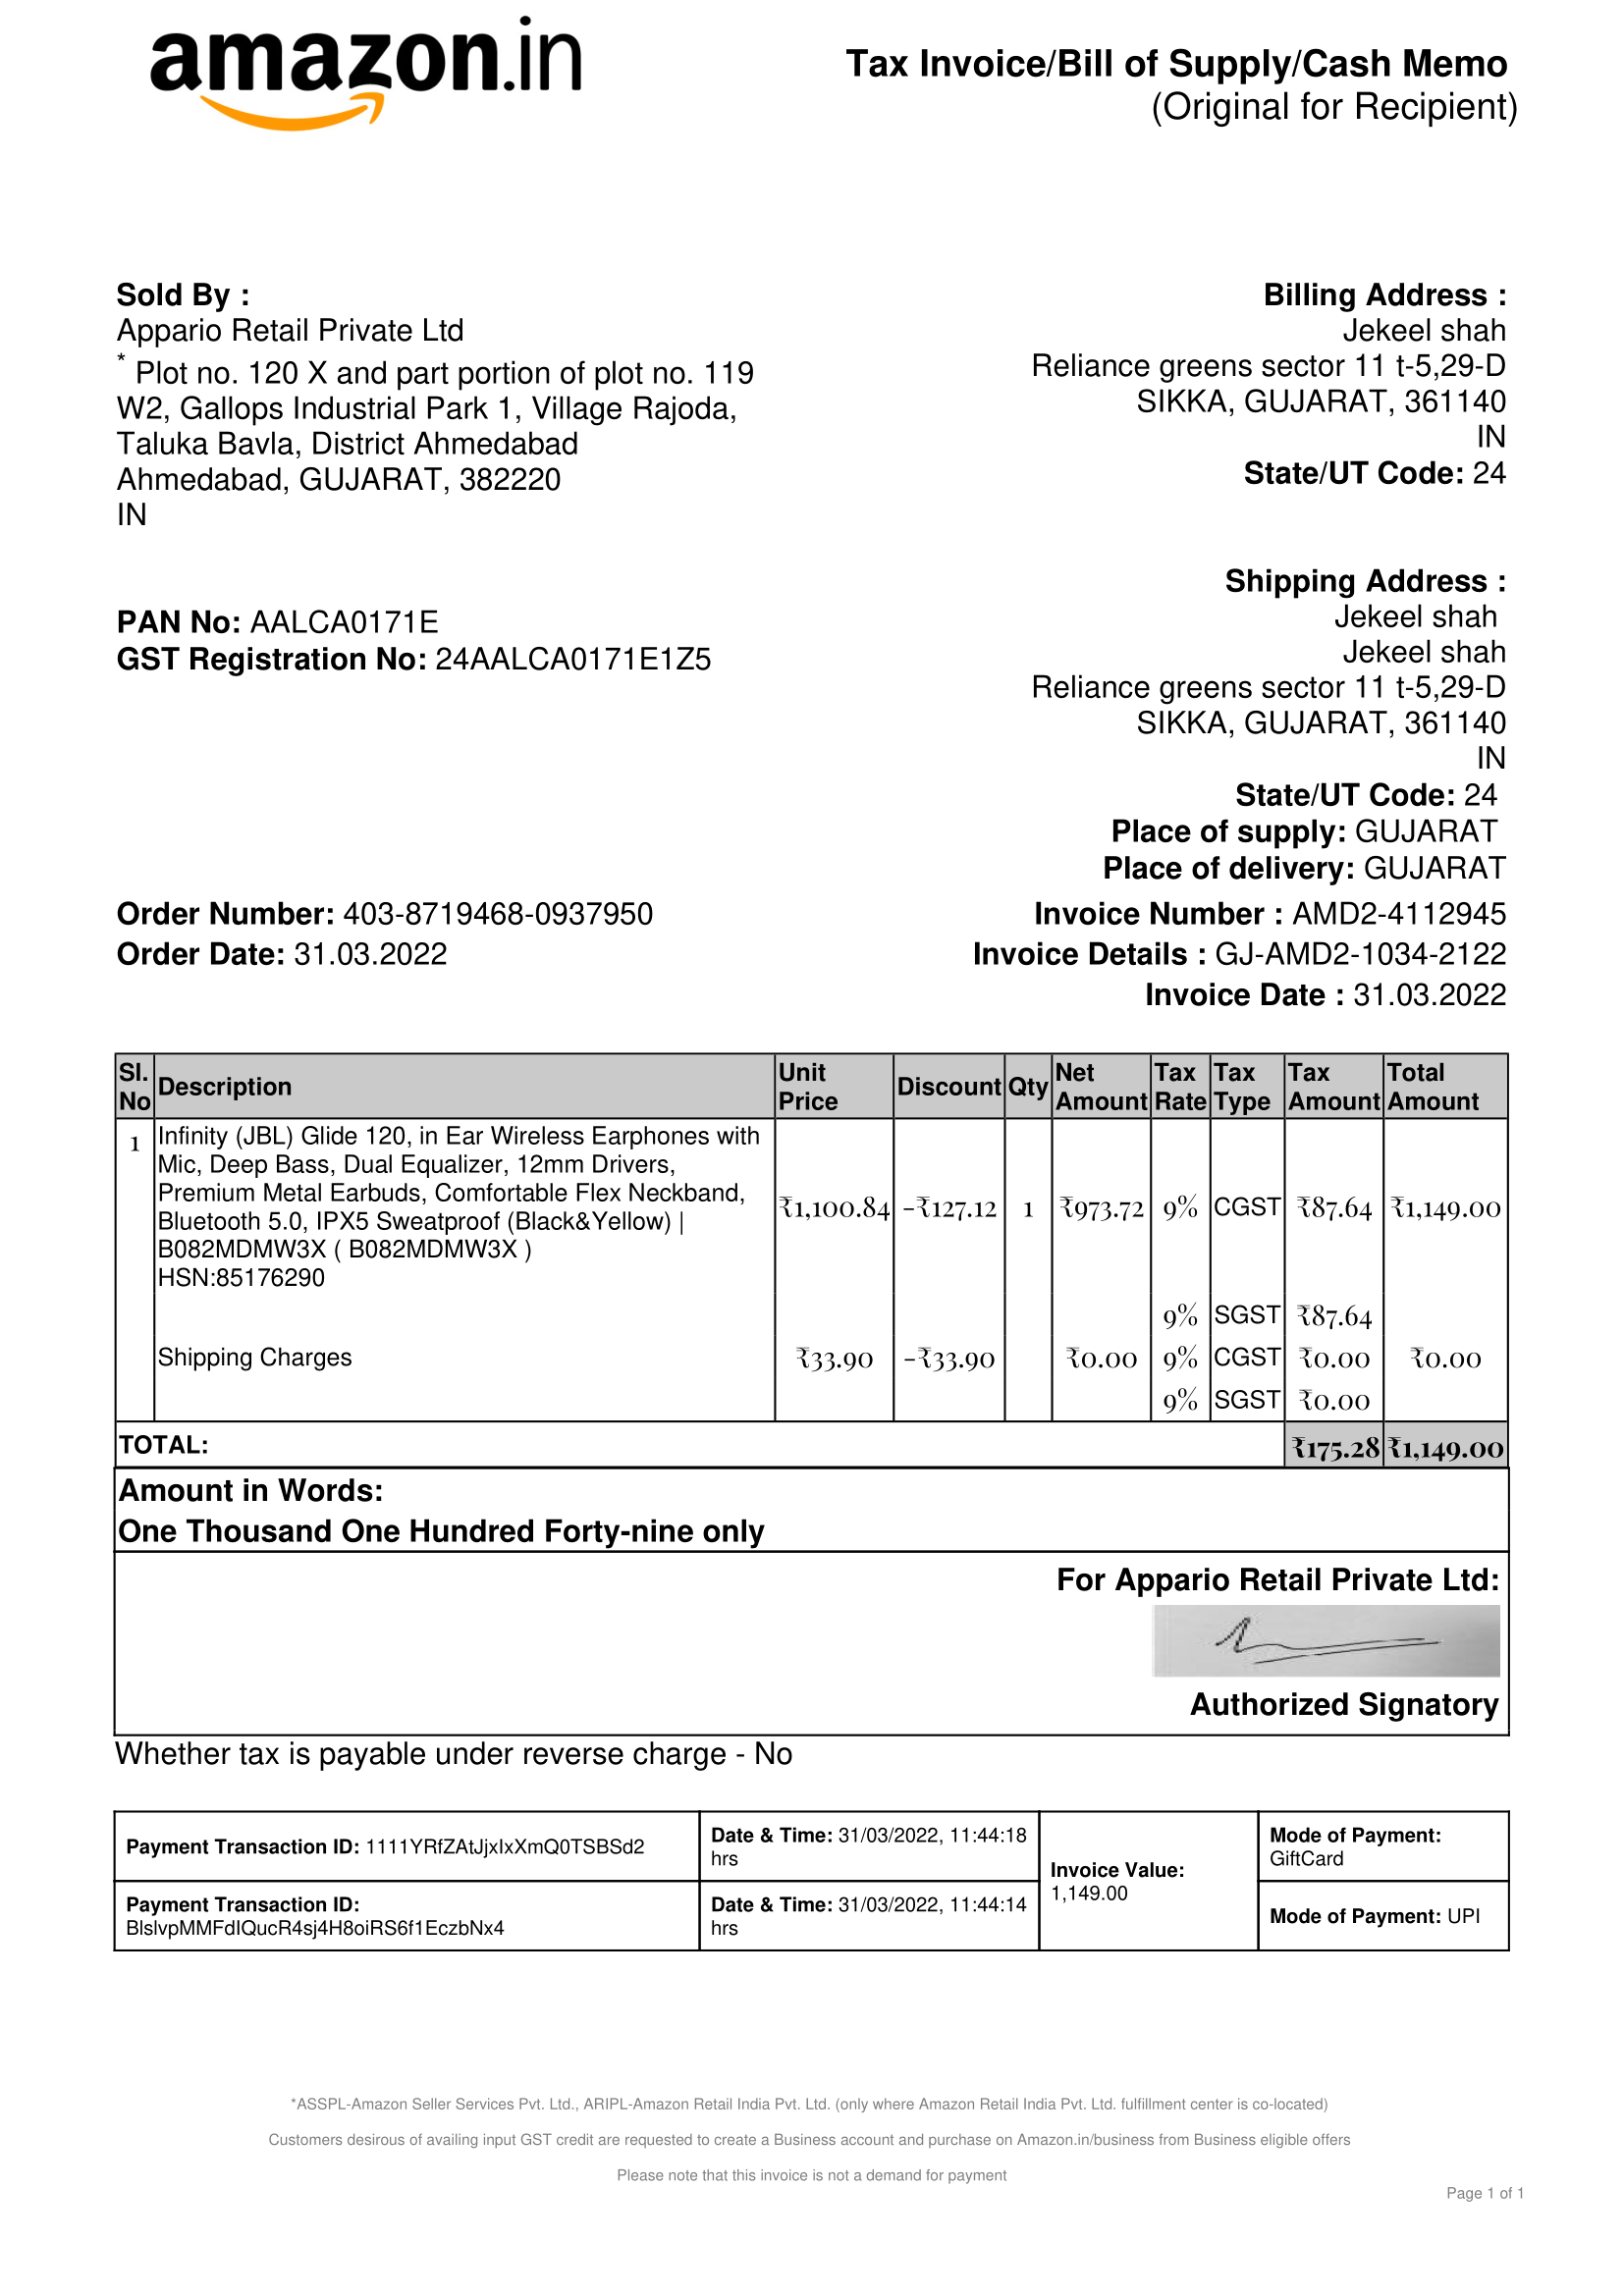 amazon.in
Tax Invoice/Bill of Supply/Cash Memo
(Original for Recipient)
Sold By :
Appario Retail Private Ltd
* Plot no. 120 X and part portion of plot no. 119
W2, Gallops Industrial Park 1, Village Rajoda,
Taluka Bavla, District Ahmedabad
Ahmedabad, GUJARAT, 382220
IN
PAN No: AALCA0171E
GST Registration No: 24AALCA0171E1Z5
Billing Address :
Jekeel shah
Reliance greens sector 11 t-5,29-D
SIKKA, GUJARAT, 361140
IN
State/UT Code: 24
Shipping Address :
Jekeel shah
Jekeel shah
Reliance greens sector 11 t-5,29-D
SIKKA, GUJARAT, 361140
IN
State/UT Code: 24
Place of supply: GUJARAT
Place of delivery: GUJARAT
Order Number: 403-8719468-0937950
Order Date: 31.03.2022
Invoice Number : AMD2-4112945
Invoice Details : GJ-AMD2-1034-2122
Invoice Date : 31.03.2022
Sl. No Description Unit Price Discount Qty Net Amount Tax Rate Tax Type Tax Amount Total Amount
1 Infinity (JBL) Glide 120, in Ear Wireless Earphones with
Mic, Deep Bass, Dual Equalizer, 12mm Drivers,
Premium Metal Earbuds, Comfortable Flex Neckband,
Bluetooth 5.0, IPX5 Sweatproof (Black&Yellow) |
B082MDMW3X ( B082MDMW3X )
HSN:85176290
₹1,100.84 -₹127.12 1 ₹973.72 9% CGST ₹87.64 ₹1,149.00
9% SGST ₹87.64
Shipping Charges ₹33.90 -₹33.90 ₹0.00 9% CGST ₹0.00 ₹0.00
9% SGST ₹0.00
TOTAL: ₹175.28 ₹1,149.00
Amount in Words:
One Thousand One Hundred Forty-nine only
For Appario Retail Private Ltd:
Authorized Signatory
Whether tax is payable under reverse charge - No
Payment Transaction ID: 1111YRfZAtJjxIxXmQ0TSBSd2
Date & Time: 31/03/2022, 11:44:18
hrs
Invoice Value:
1,149.00
Mode of Payment:
GiftCard
Payment Transaction ID:
BlslvpMMFdIQucR4sj4H8oiRS6f1EczbNx4
Date & Time: 31/03/2022, 11:44:14
hrs
Mode of Payment: UPI
*ASSPL-Amazon Seller Services Pvt. Ltd., ARIPL-Amazon Retail India Pvt. Ltd. (only where Amazon Retail India Pvt. Ltd. fulfillment center is co-located)
Customers desirous of availing input GST credit are requested to create a Business account and purchase on Amazon.in/business from Business eligible offers
Please note that this invoice is not a demand for payment
Page 1 of 1